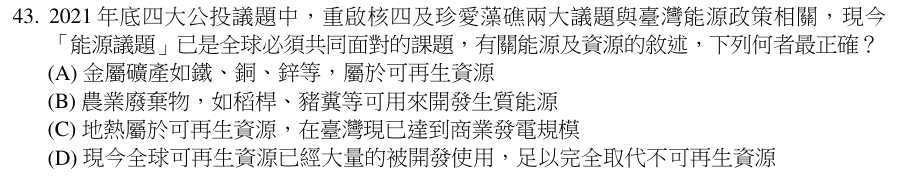 43. 2021 年底四大公投議題中，重啟核四及珍愛藻礁兩大議題與臺灣能源政策相關，現今
「能源議題」已是全球必須共同面對的課題，有關能源及資源的敘述，下列何者最正確？
(A) 金屬礦產如鐵、銅、鋅等，屬於可再生資源
(B) 農業廢棄物，如稻桿、豬糞等可用來開發生質能源
(C) 地熱屬於可再生資源，在臺灣現已達到商業發電規模
(D) 現今全球可再生資源已經大量的被開發使用，足以完全取代不可再生資源